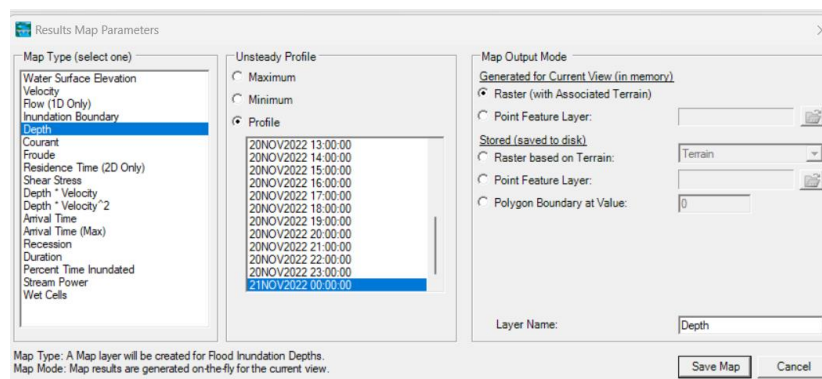 Results Map Parameters
Map Type (select one)
Water Surface Elevation
Velocity
Flow (1D Only)
Inundation Boundary
Depth
Courant
Froude
Residence Time (2D Only)
Shear Stress
Depth * Velocity
Depth * Velocity^2
Arrival Time
Arrival Time (Max)
Recession
Duration
Percent Time Inundated
Stream Power
Wet Cells
Unsteady Profile
Maximum
Minimum
Profile
20NOV2022 13:00:00
20NOV2022 14:00:00
20NOV2022 15:00:00
20NOV2022 16:00:00
20NOV2022 17:00:00
20NOV2022 18:00:00
20NOV2022 19:00:00
20NOV2022 20:00:00
20NOV2022 21:00:00
20NOV2022 22:00:00
20NOV2022 23:00:00
21NOV2022 00:00:00
Map Output Mode
Generated for Current View (in memory)
Raster (with Associated Terrain)
Point Feature Layer:
Stored (saved to disk)
Raster based on Terrain: Terrain
Point Feature Layer:
Polygon Boundary at Value: 0
Layer Name: Depth
Map Type: A Map layer will be created for Flood Inundation Depths.
Map Mode: Map results are generated on-the-fly for the current view.
Save Map Cancel